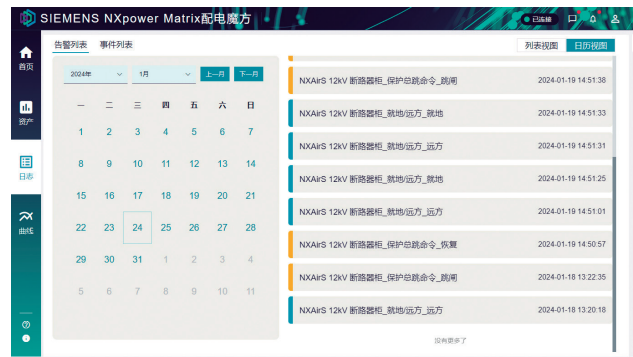 SIEMENS NXpower Matrix配电魔方
已连接
首页
资产
日志
曲线
告警列表 事件列表
列表视图 日历视图
2024年 1月 上一月 下一月
一 二 三 四 五 六 日
1 2 3 4 5 6 7
8 9 10 11 12 13 14
15 16 17 18 19 20 21
22 23 24 25 26 27 28
29 30 31 1 2 3 4
5 6 7 8 9 10 11
NXAirS 12kV 断路器柜_保护总跳命令_跳闸 2024-01-19 14:51:38
NXAirS 12kV 断路器柜_就地/远方_就地 2024-01-19 14:51:33
NXAirS 12kV 断路器柜_就地/远方_远方 2024-01-19 14:51:31
NXAirS 12kV 断路器柜_就地/远方_就地 2024-01-19 14:51:25
NXAirS 12kV 断路器柜_就地/远方_远方 2024-01-19 14:51:01
NXAirS 12kV 断路器柜_保护总跳命令_恢复 2024-01-19 14:50:57
NXAirS 12kV 断路器柜_保护总跳命令_跳闸 2024-01-18 13:22:35
NXAirS 12kV 断路器柜_就地/远方_远方 2024-01-18 13:20:18
没有更多了